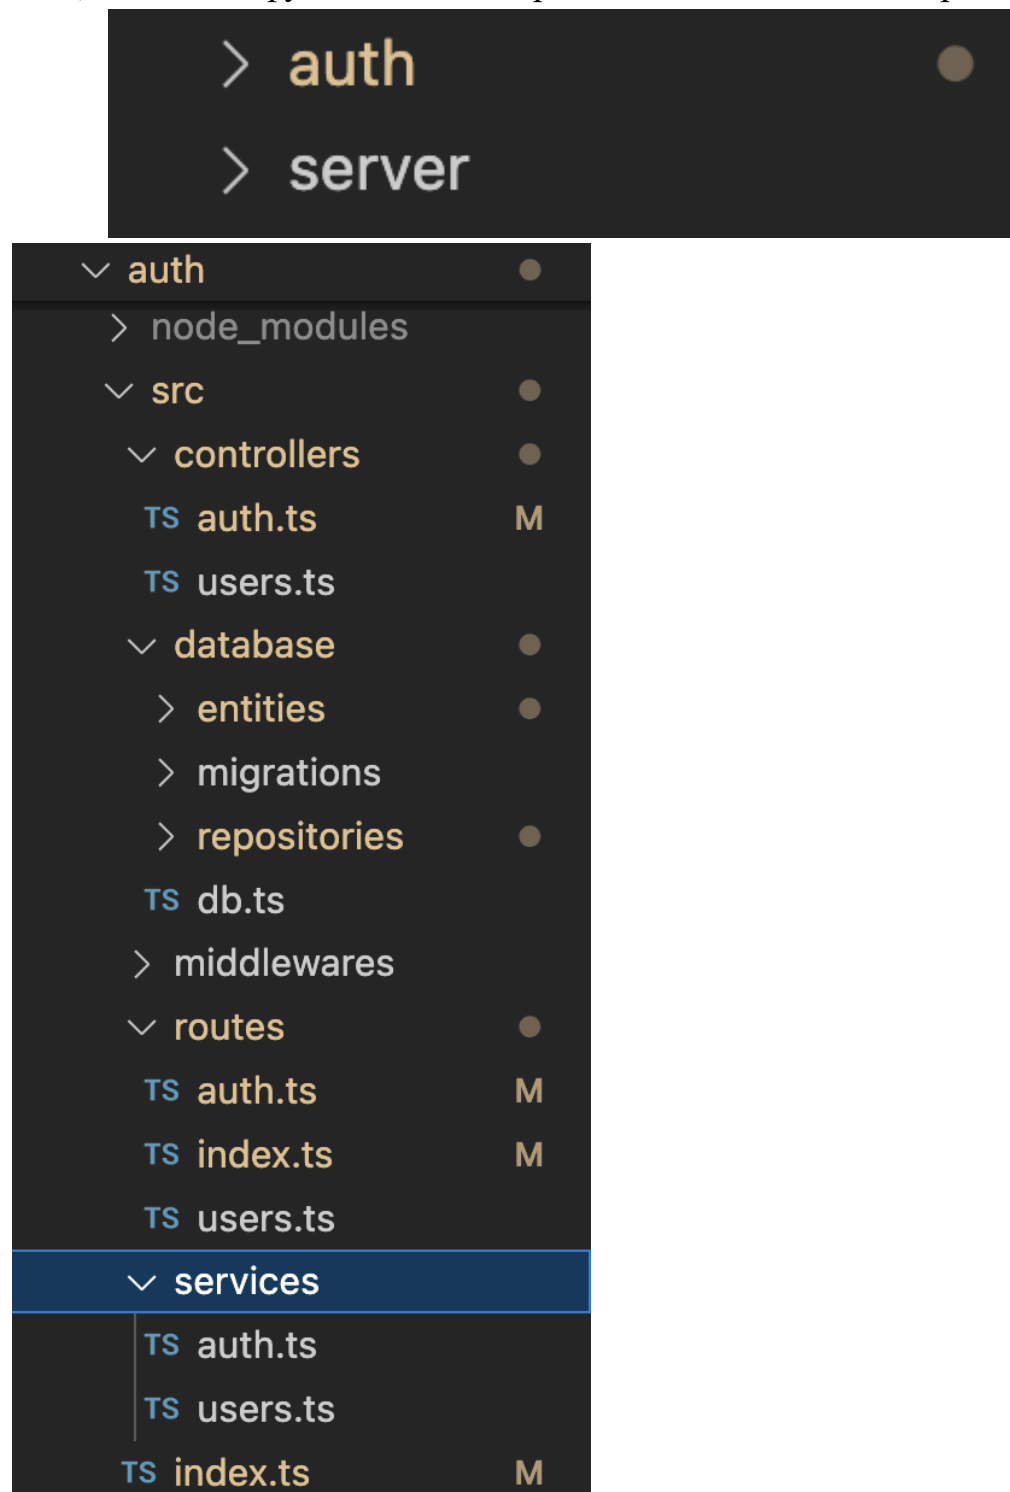 auth
server
auth
node_modules
src
controllers
TS auth.ts M
TS users.ts
database
entities
migrations
repositories
TS db.ts
middlewares
routes
TS auth.ts M
TS index.ts M
TS users.ts
services
TS auth.ts
TS users.ts
TS index.ts M